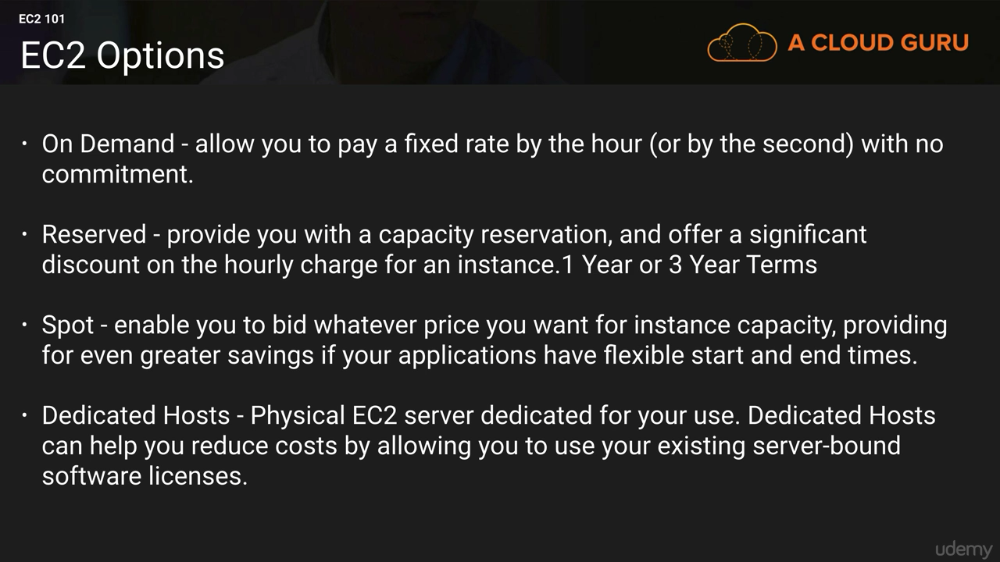 EC2 101
EC2 Options
A CLOUD GURU
• On Demand - allow you to pay a fixed rate by the hour (or by the second) with no
commitment.
• Reserved - provide you with a capacity reservation, and offer a significant
discount on the hourly charge for an instance.1 Year or 3 Year Terms
• Spot - enable you to bid whatever price you want for instance capacity, providing
for even greater savings if your applications have flexible start and end times.
• Dedicated Hosts - Physical EC2 server dedicated for your use. Dedicated Hosts
can help you reduce costs by allowing you to use your existing server-bound
software licenses.
udemy